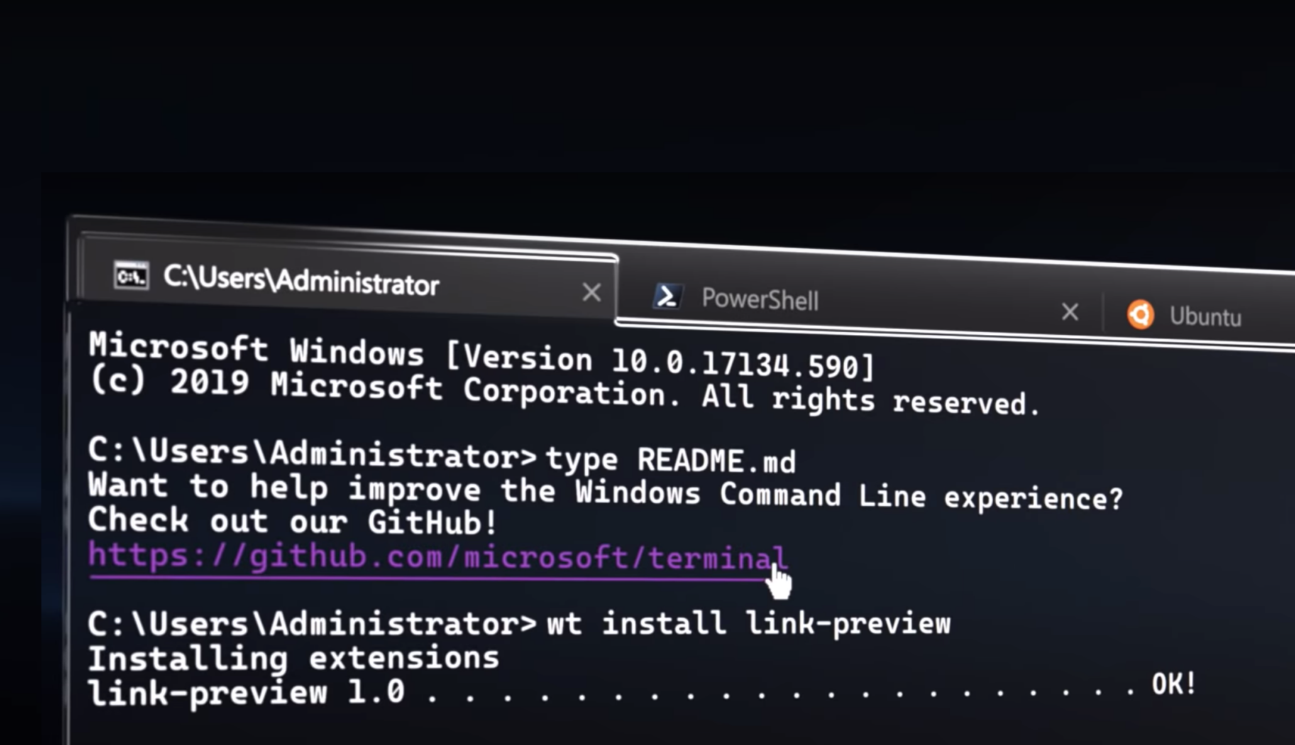 C:\Users\Administrator
PowerShell
Ubuntu
Microsoft Windows [Version 10.0.17134.590]
(c) 2019 Microsoft Corporation. All rights reserved.
C:\Users\Administrator>type README.md
Want to help improve the Windows Command Line experience?
Check out our GitHub!
https://github.com/microsoft/terminal
C:\Users\Administrator>wt install link-preview
Installing extensions
link-preview 1.0 . . . . . . . . . . . . . . . . . . . . OK!